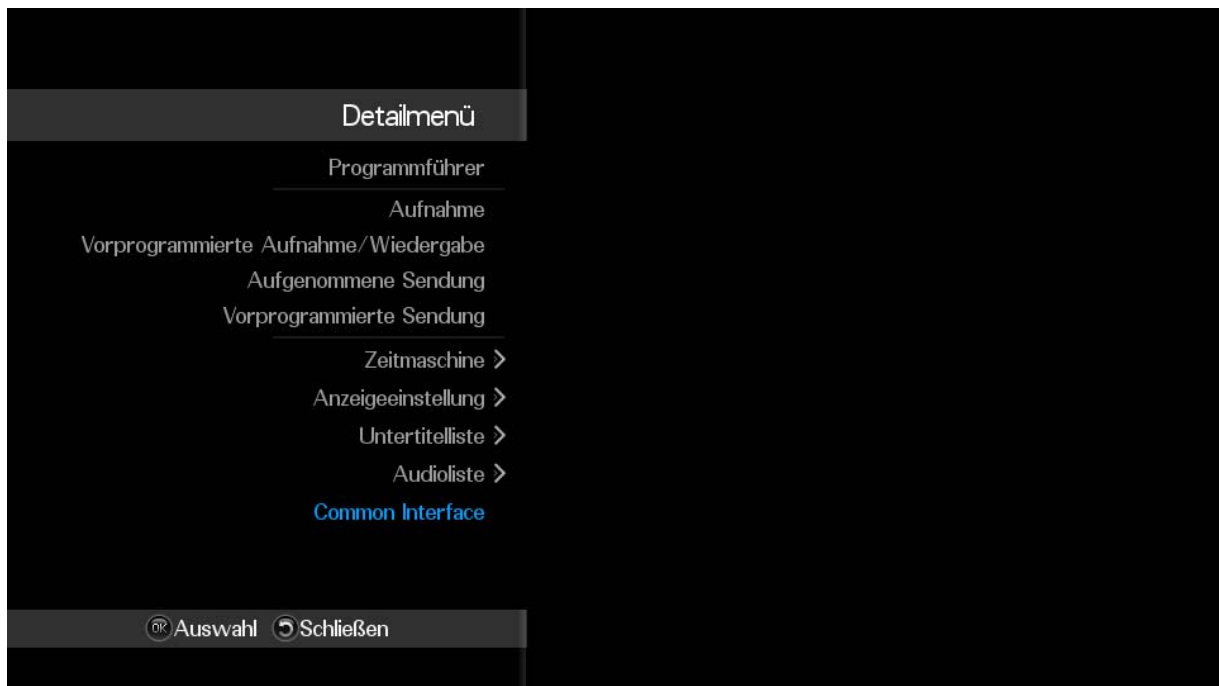 Detailmenü
Programmführer
Aufnahme
Vorprogrammierte Aufnahme/Wiedergabe
Aufgenommene Sendung
Vorprogrammierte Sendung
Zeitmaschine >
Anzeigeeinstellung >
Untertitelliste >
Audioliste >
Common Interface
OK Auswahl Schließen